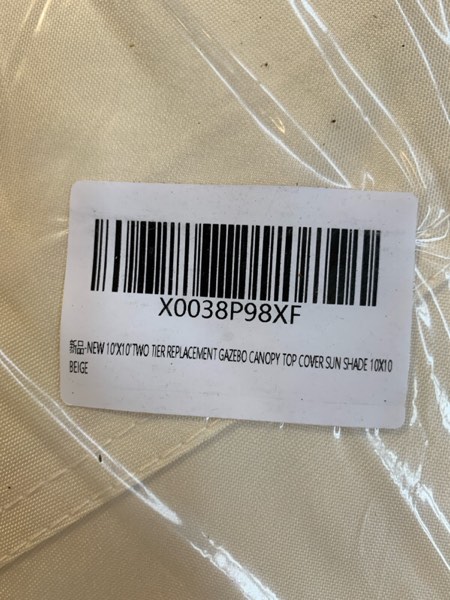 X0038P98XF
新品-NEW 10'X10'TWO TIER REPLACEMENT GAZEBO CANOPY TOP COVER SUN SHADE 10X10
BEIGE